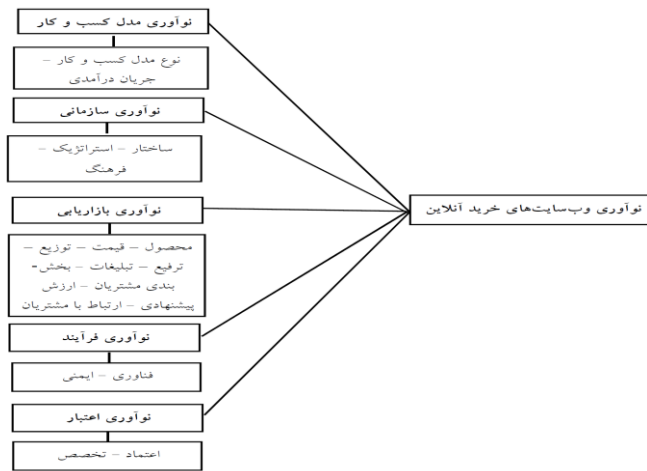 نوآوری مدل کسب و کار
نوع مدل کسب و کار –
جریان درآمدی
نوآوری سازمانی
ساختار – استراتژیک –
فرهنگ
نوآوری وب‌سایت‌های خرید آنلاین
نوآوری بازاریابی
محصول – قیمت – توزیع –
ترفیع – تبلیغات – بخش-
بندی مشتریان – ارزش
پیشنهادی – ارتباط با مشتریان
نوآوری فرآیند
فناوری – ایمنی
نوآوری اعتبار
اعتماد – تخصص